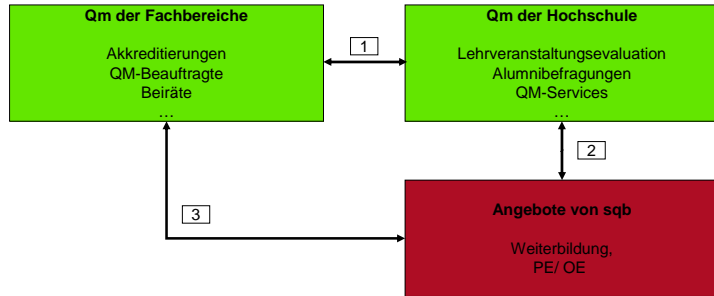 Qm der Fachbereiche
Akkreditierungen
QM-Beauftragte
Beiräte
…
1
Qm der Hochschule
Lehrveranstaltungsevaluation
Alumnibefragungen
QM-Services
…
2
3
Angebote von sqb
Weiterbildung,
PE/ OE